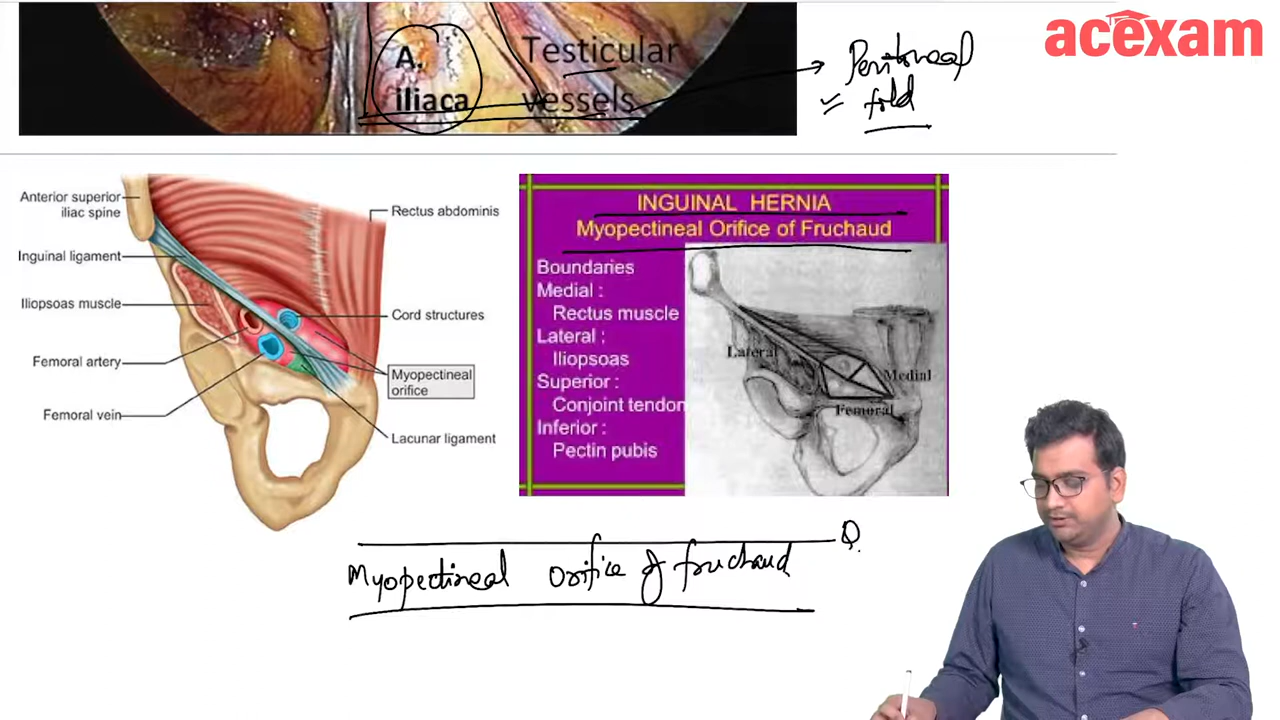 acexam
A.
iliaca
Testicular
vessels
Peritoneal
fold
Anterior superior
iliac spine
Inguinal ligament
Iliopsoas muscle
Femoral artery
Femoral vein
Rectus abdominis
Cord structures
Myopectineal
orifice
Lacunar ligament
INGUINAL HERNIA
Myopectineal Orifice of Fruchaud
Boundaries
Medial :
Rectus muscle
Lateral :
Iliopsoas
Superior :
Conjoint tendon
Inferior :
Pectin pubis
Lateral
Medial
Femoral
Q.
Myopectineal orifice of fruchaud